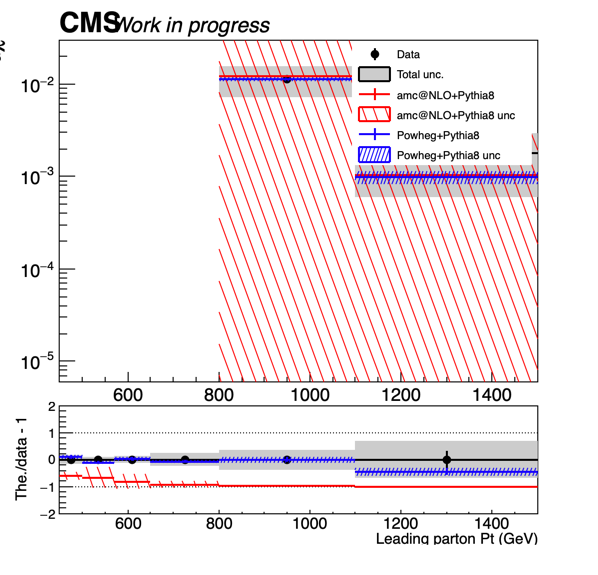 CMS Work in progress
Data
Total unc.
amc@NLO+Pythia8
amc@NLO+Pythia8 unc
Powheg+Pythia8
Powheg+Pythia8 unc
10−2
10−3
10−4
10−5
600 800 1000 1200 1400
The./data - 1
2
1
0
−1
−2
600 800 1000 1200 1400
Leading parton Pt (GeV)